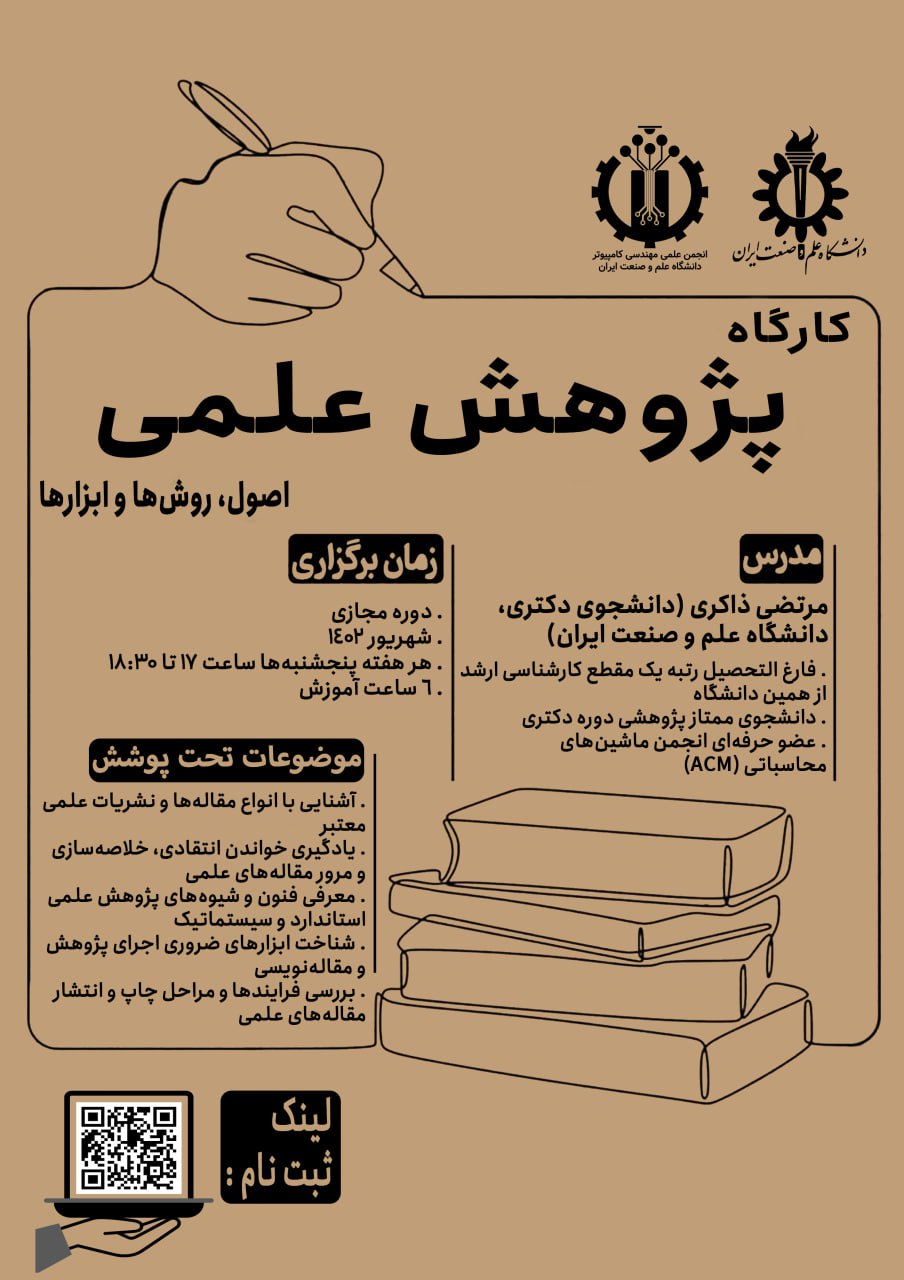 دانشگاه علم و صنعت ایران
انجمن علمی مهندسی کامپیوتر
دانشگاه علم و صنعت ایران
کارگاه
پژوهش علمی
اصول، روش‌ها و ابزارها
مدرس
مرتضی ذاکری (دانشجوی دکتری،
دانشگاه علم و صنعت ایران)
. فارغ التحصیل رتبه یک مقطع کارشناسی ارشد
از همین دانشگاه
. دانشجوی ممتاز پژوهشی دوره دکتری
. عضو حرفه‌ای انجمن ماشین‌های
محاسباتی (ACM)
زمان برگزاری
. دوره مجازی
. شهریور ۱٤۰۲
. هر هفته پنجشنبه‌ها ساعت ۱۷ تا ۱۸:۳۰
. ٦ ساعت آموزش
موضوعات تحت پوشش
. آشنایی با انواع مقاله‌ها و نشریات علمی
معتبر
. یادگیری خواندن انتقادی، خلاصه‌سازی
و مرور مقاله‌های علمی
. معرفی فنون و شیوه‌های پژوهش علمی
استاندارد و سیستماتیک
. شناخت ابزارهای ضروری اجرای پژوهش
و مقاله‌نویسی
. بررسی فرایندها و مراحل چاپ و انتشار
مقاله‌های علمی
لینک
ثبت نام :